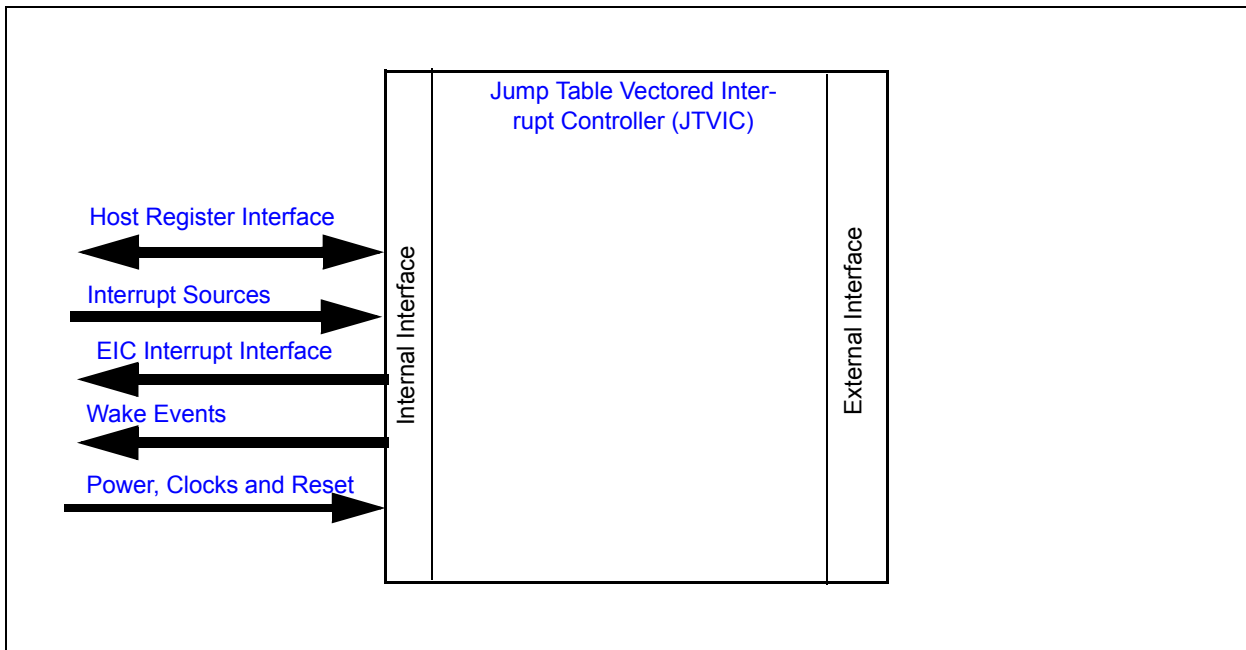 Jump Table Vectored Inter-
rupt Controller (JTVIC)
Host Register Interface
Interrupt Sources
EIC Interrupt Interface
Wake Events
Power, Clocks and Reset
Internal Interface
External Interface